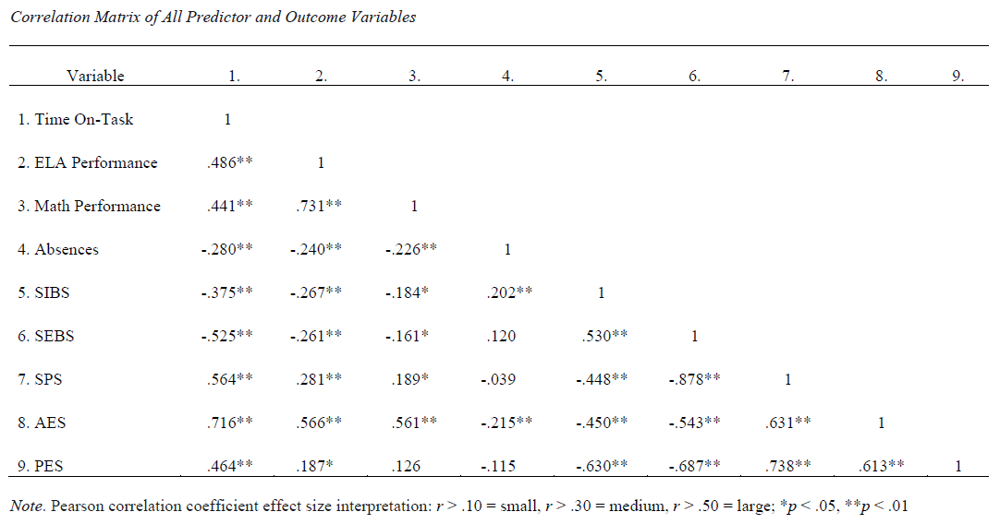 Correlation Matrix of All Predictor and Outcome Variables
Variable 1. 2. 3. 4. 5. 6. 7. 8. 9.
1. Time On-Task 1
2. ELA Performance .486** 1
3. Math Performance .441** .731** 1
4. Absences -.280** -.240** -.226** 1
5. SIBS -.375** -.267** -.184* .202** 1
6. SEBS -.525** -.261** -.161* .120 .530** 1
7. SPS .564** .281** .189* -.039 -.448** -.878** 1
8. AES .716** .566** .561** -.215** -.450** -.543** .631** 1
9. PES .464** .187* .126 -.115 -.630** -.687** .738** .613** 1
Note. Pearson correlation coefficient effect size interpretation: r > .10 = small, r > .30 = medium, r > .50 = large; *p < .05, **p < .01